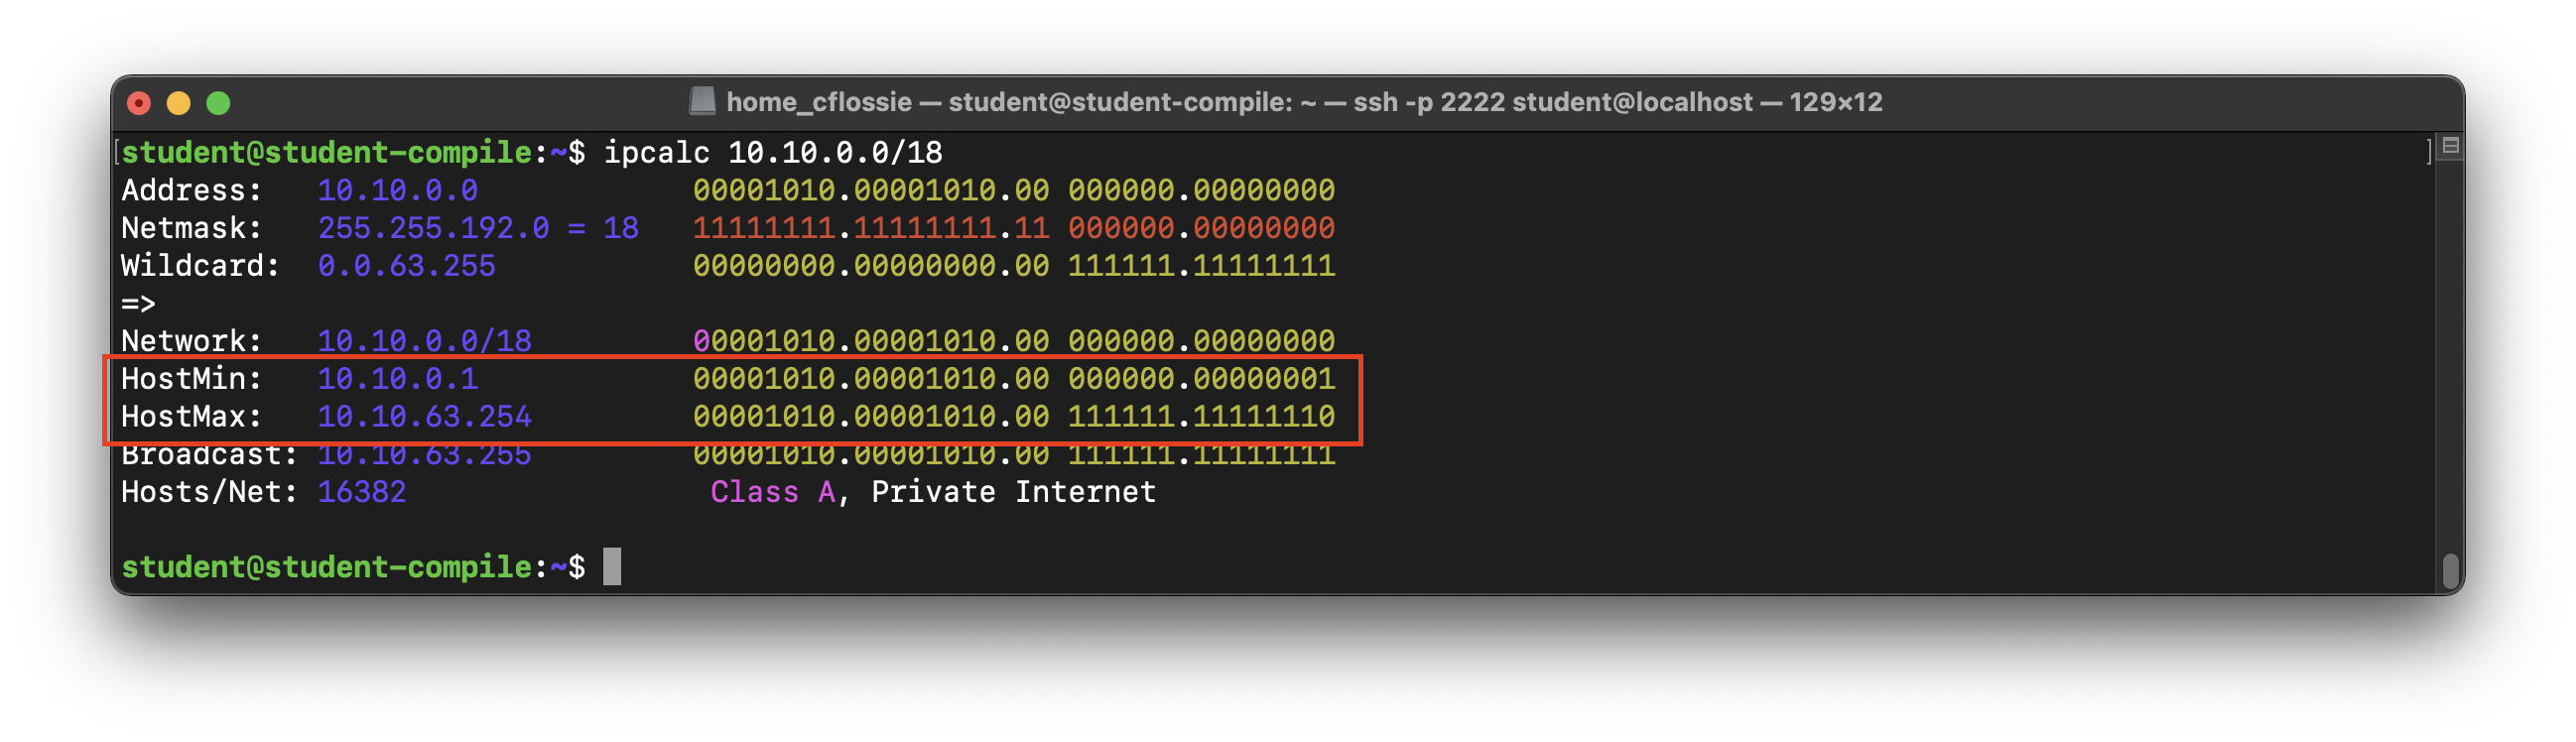 home_cflossie — student@student-compile: ~ — ssh -p 2222 student@localhost — 129×12
[student@student-compile:~$ ipcalc 10.10.0.0/18 ]
Address:   10.10.0.0            00001010.00001010.00 000000.00000000
Netmask:   255.255.192.0 = 18   11111111.11111111.11 000000.00000000
Wildcard:  0.0.63.255           00000000.00000000.00 111111.11111111
=>
Network:   10.10.0.0/18         00001010.00001010.00 000000.00000000
HostMin:   10.10.0.1            00001010.00001010.00 000000.00000001
HostMax:   10.10.63.254         00001010.00001010.00 111111.11111110
Broadcast: 10.10.63.255         00001010.00001010.00 111111.11111111
Hosts/Net: 16382                 Class A, Private Internet
student@student-compile:~$